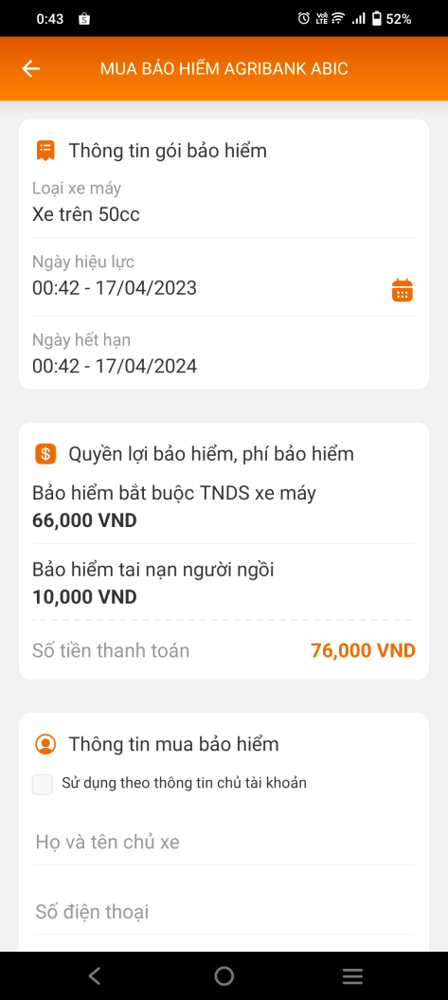 0:43
VoD LTE
52%
MUA BẢO HIỂM AGRIBANK ABIC
Thông tin gói bảo hiểm
Loại xe máy
Xe trên 50cc
Ngày hiệu lực
00:42 - 17/04/2023
Ngày hết hạn
00:42 - 17/04/2024
Quyền lợi bảo hiểm, phí bảo hiểm
Bảo hiểm bắt buộc TNDS xe máy
66,000 VND
Bảo hiểm tai nạn người ngồi
10,000 VND
Số tiền thanh toán
76,000 VND
Thông tin mua bảo hiểm
Sử dụng theo thông tin chủ tài khoản
Họ và tên chủ xe
Số điện thoại